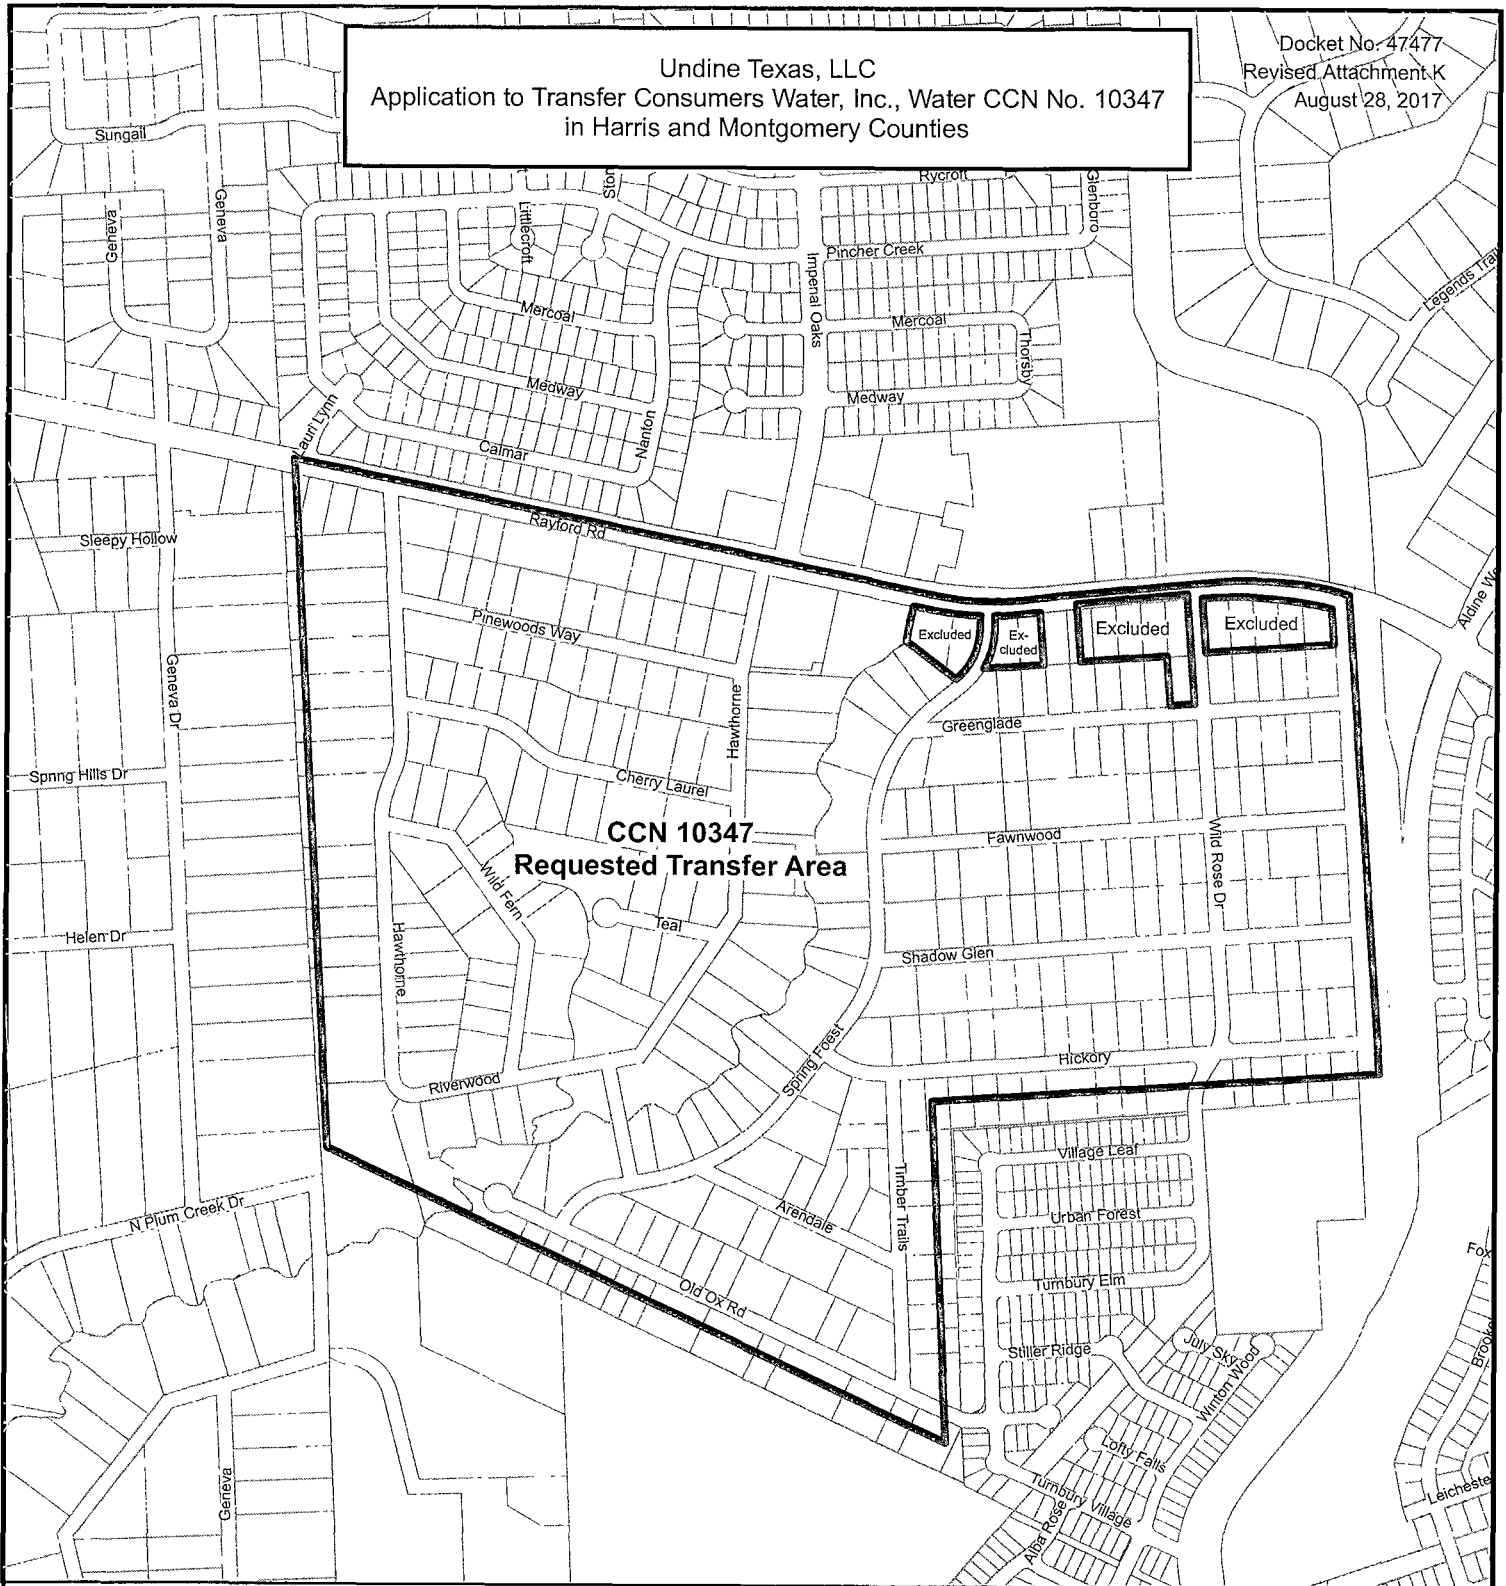 Undine Texas, LLC
Application to Transfer Consumers Water, Inc., Water CCN No. 10347
in Harris and Montgomery Counties
Docket No. 47477
Revised Attachment K
August 28, 2017
Sungail
Geneva
Geneva
Littlecroft
Rycroft
Glenboro
Pincher Creek
Imperial Oaks
Legends
Mercoal
Mercoal
Thorsby
Medway
Medway
Lauri Lynn
Calmar
Nanton
Rayford Rd
Sleepy Hollow
Aldine
Pinewoods Way
Excluded
Ex-
cluded
Excluded
Excluded
Geneva Dr
Hawthorne
Greenglade
Spring Hills Dr
Cherry Laurel
CCN 10347
Requested Transfer Area
Fawnwood
Wild Rose Dr
Wild Fern
Teal
Helen Dr
Hawthorne
Shadow Glen
Spring Foest
Hickory
Riverwood
Village Leaf
Timber Trails
N Plum Creek Dr
Arendale
Urban Forest
Fox
Turnbury Elm
Old Ox Rd
July Sky
Stiller Ridge
Winton Wood
Lofty Falls
Geneva
Turnbury Village
Alba Rose